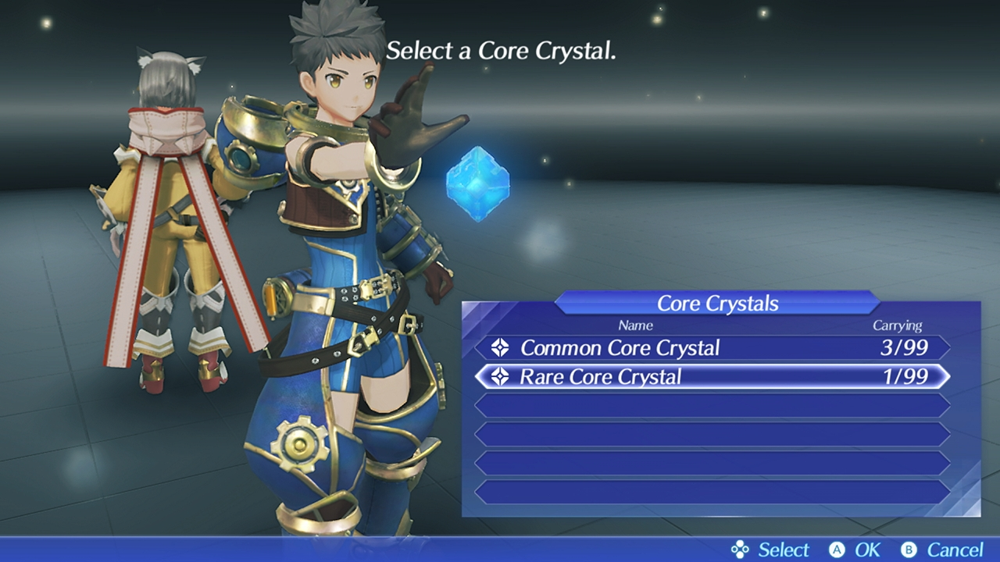 Select a Core Crystal.
Core Crystals
Name Carrying
Common Core Crystal 3/99
Rare Core Crystal 1/99
Select A OK B Cancel